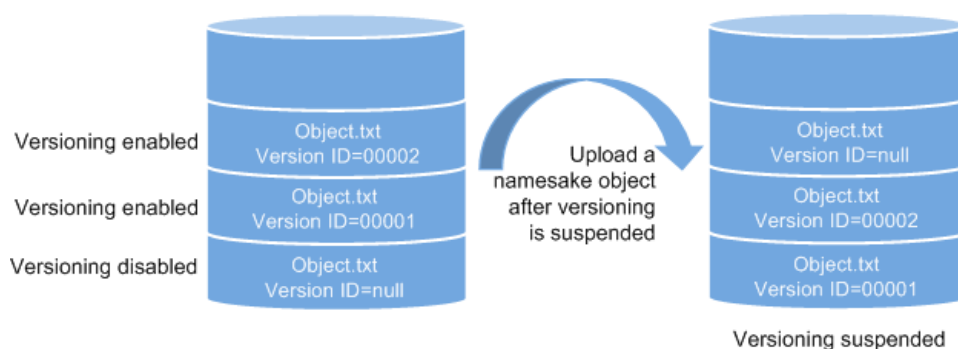 Versioning enabled
Object.txt
Version ID=00002
Versioning enabled
Object.txt
Version ID=00001
Versioning disabled
Object.txt
Version ID=null
Upload a
namesake object
after versioning
is suspended
Object.txt
Version ID=null
Object.txt
Version ID=00002
Object.txt
Version ID=00001
Versioning suspended